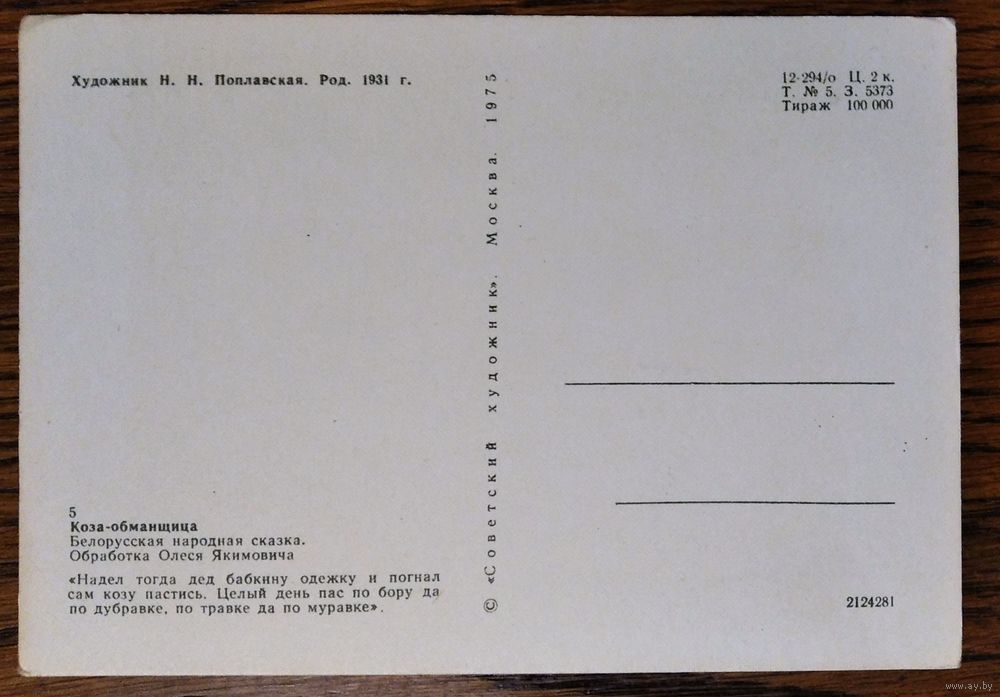 Художник Н. Н. Поплавская. Род. 1931 г.
5
Коза-обманщица
Белорусская народная сказка.
Обработка Олеся Якимовича
«Надел тогда дед бабкину одежку и погнал
сам козу пастись. Целый день пас по бору да
по дубравке, по травке да по муравке».
© «Советский художник». Москва. 1975
12-294/о Ц. 2 к.
Т. № 5. З. 5373
Тираж 100 000
2124281
www.ay.by